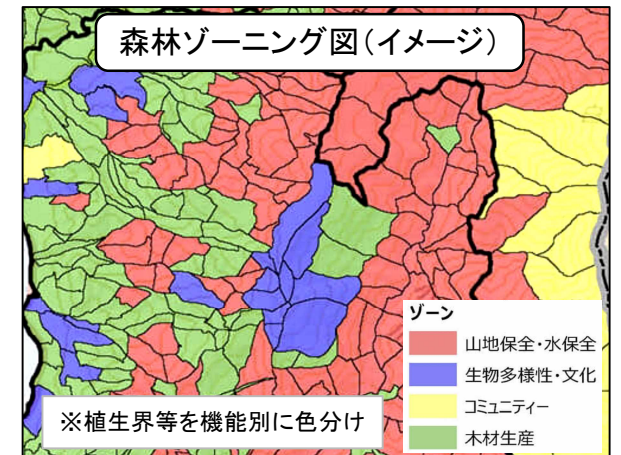 森林ゾーニング図(イメージ)
ゾーン
山地保全・水保全
生物多様性・文化
コミュニティー
木材生産
※植生界等を機能別に色分け